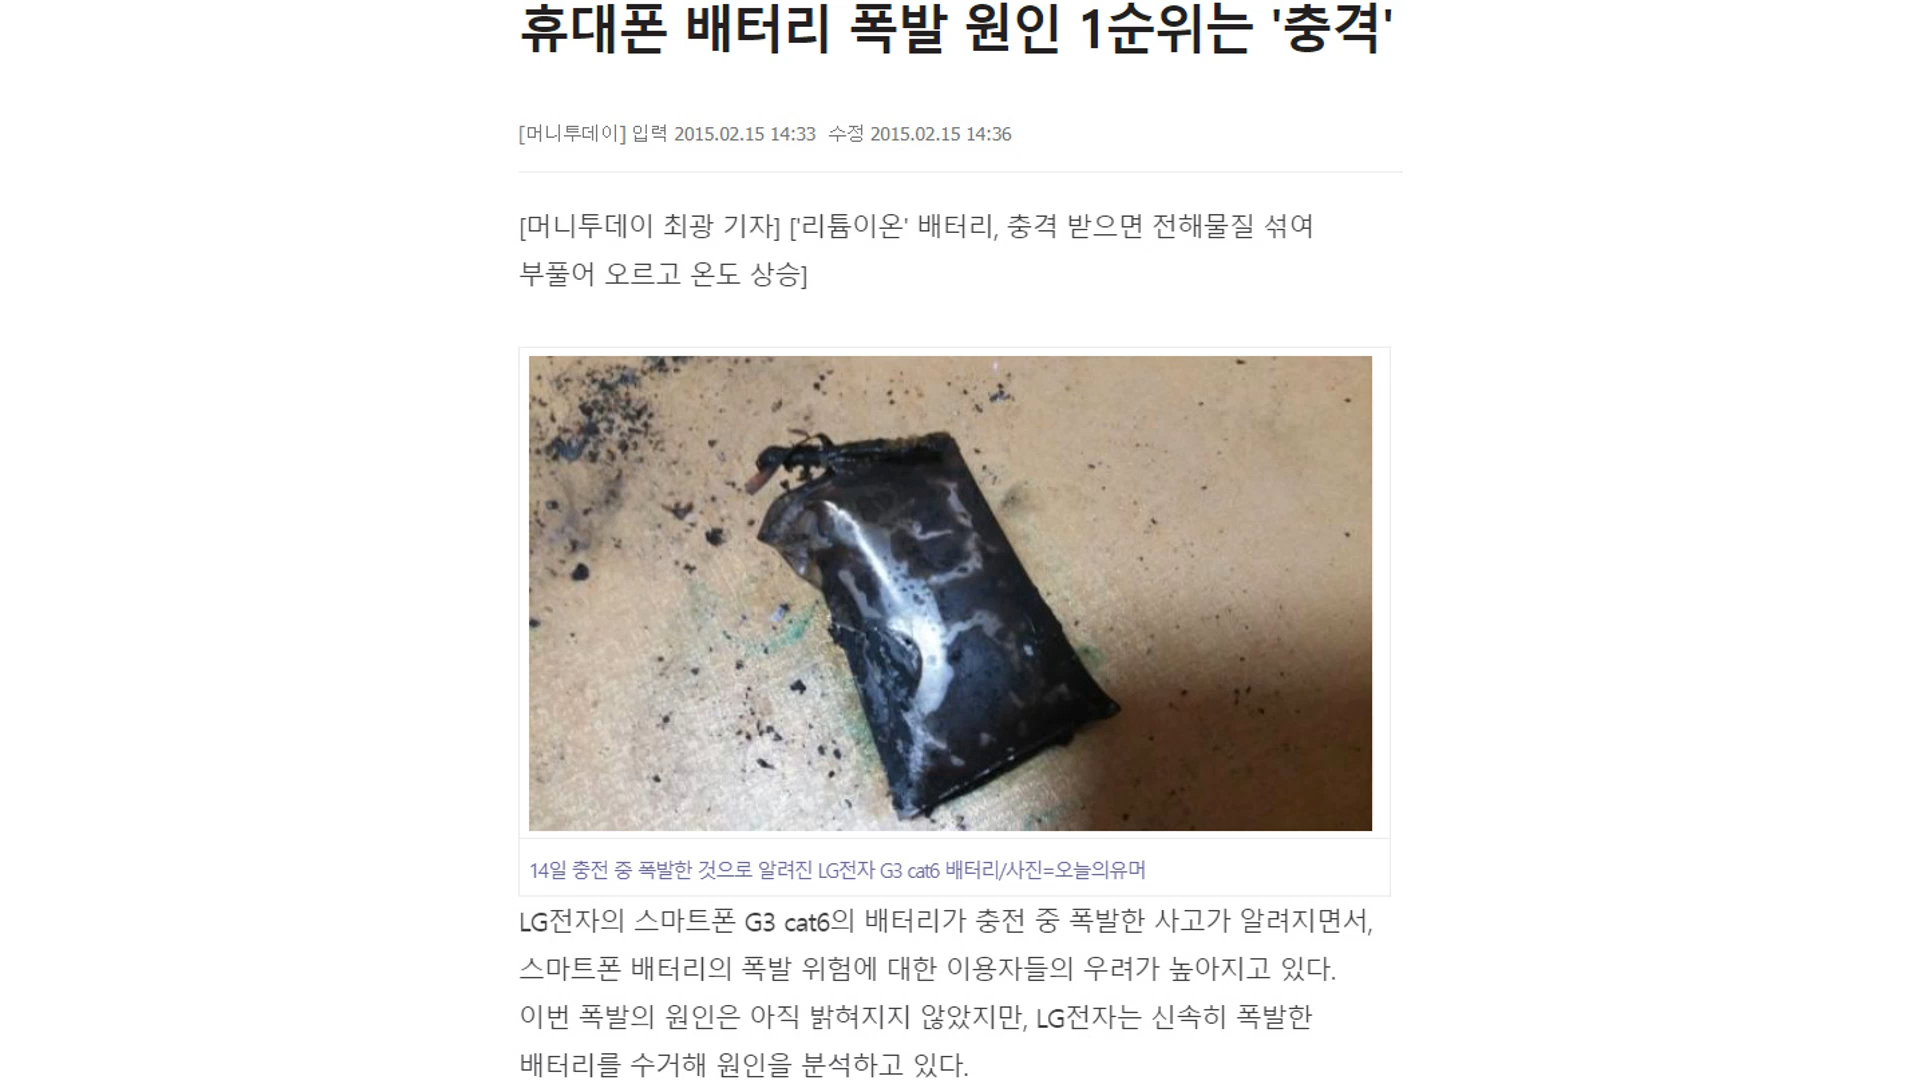 휴대폰 배터리 폭발 원인 1순위는 '충격'
[머니투데이] 입력 2015.02.15 14:33 수정 2015.02.15 14:36
[머니투데이 최광 기자] ['리튬이온' 배터리, 충격 받으면 전해물질 섞여
부풀어 오르고 온도 상승]
14일 충전 중 폭발한 것으로 알려진 LG전자 G3 cat6 배터리/사진=오늘의유머
LG전자의 스마트폰 G3 cat6의 배터리가 충전 중 폭발한 사고가 알려지면서,
스마트폰 배터리의 폭발 위험에 대한 이용자들의 우려가 높아지고 있다.
이번 폭발의 원인은 아직 밝혀지지 않았지만, LG전자는 신속히 폭발한
배터리를 수거해 원인을 분석하고 있다.